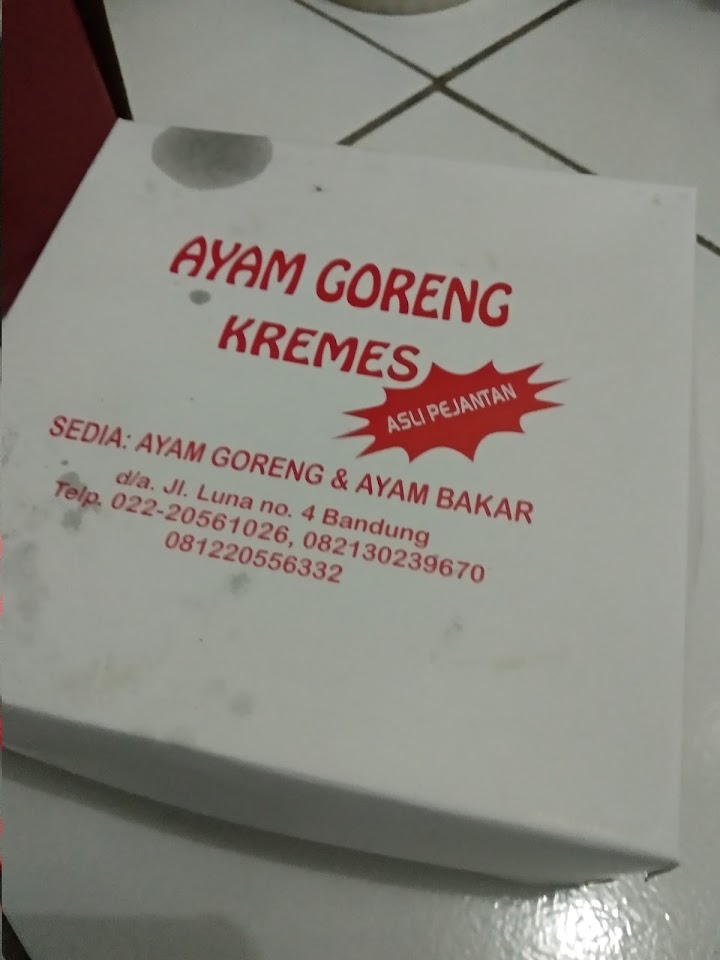 AYAM GORENG
KREMES
ASLI PEJANTAN
SEDIA: AYAM GORENG & AYAM BAKAR
d/a. Jl. Luna no. 4 Bandung
Telp. 022-20561026, 082130239670
081220556332